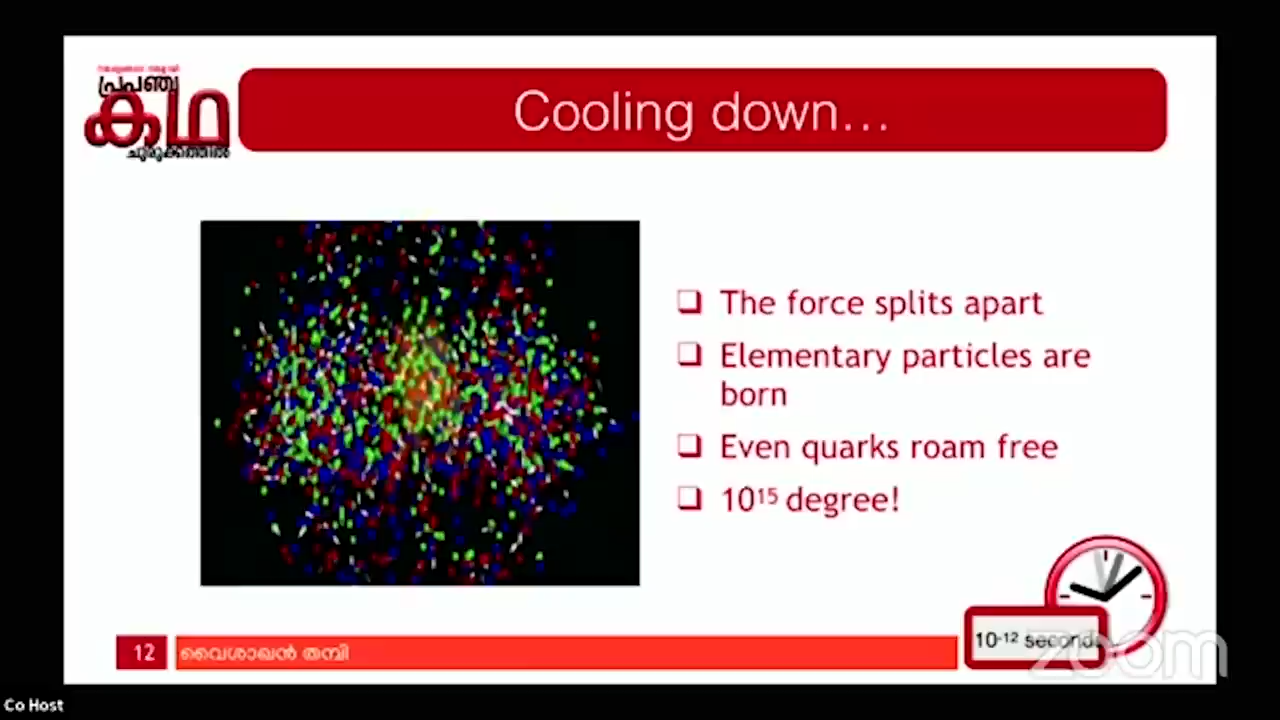 പ്രപഞ്ച
കഥ
ചുരുക്കത്തിൽ
Cooling down...
❑ The force splits apart
❑ Elementary particles are
born
❑ Even quarks roam free
❑ 10¹⁵ degree!
10⁻¹² seconds
12
വൈശാഖൻ തമ്പി
zoom
Co Host